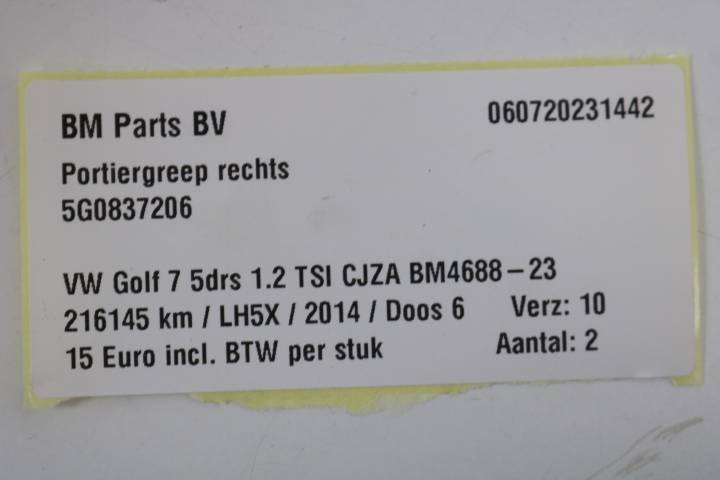 BM Parts BV 060720231442
Portiergreep rechts
5G0837206
VW Golf 7 5drs 1.2 TSI CJZA BM4688-23
216145 km / LH5X / 2014 / Doos 6 Verz: 10
15 Euro incl. BTW per stuk Aantal: 2